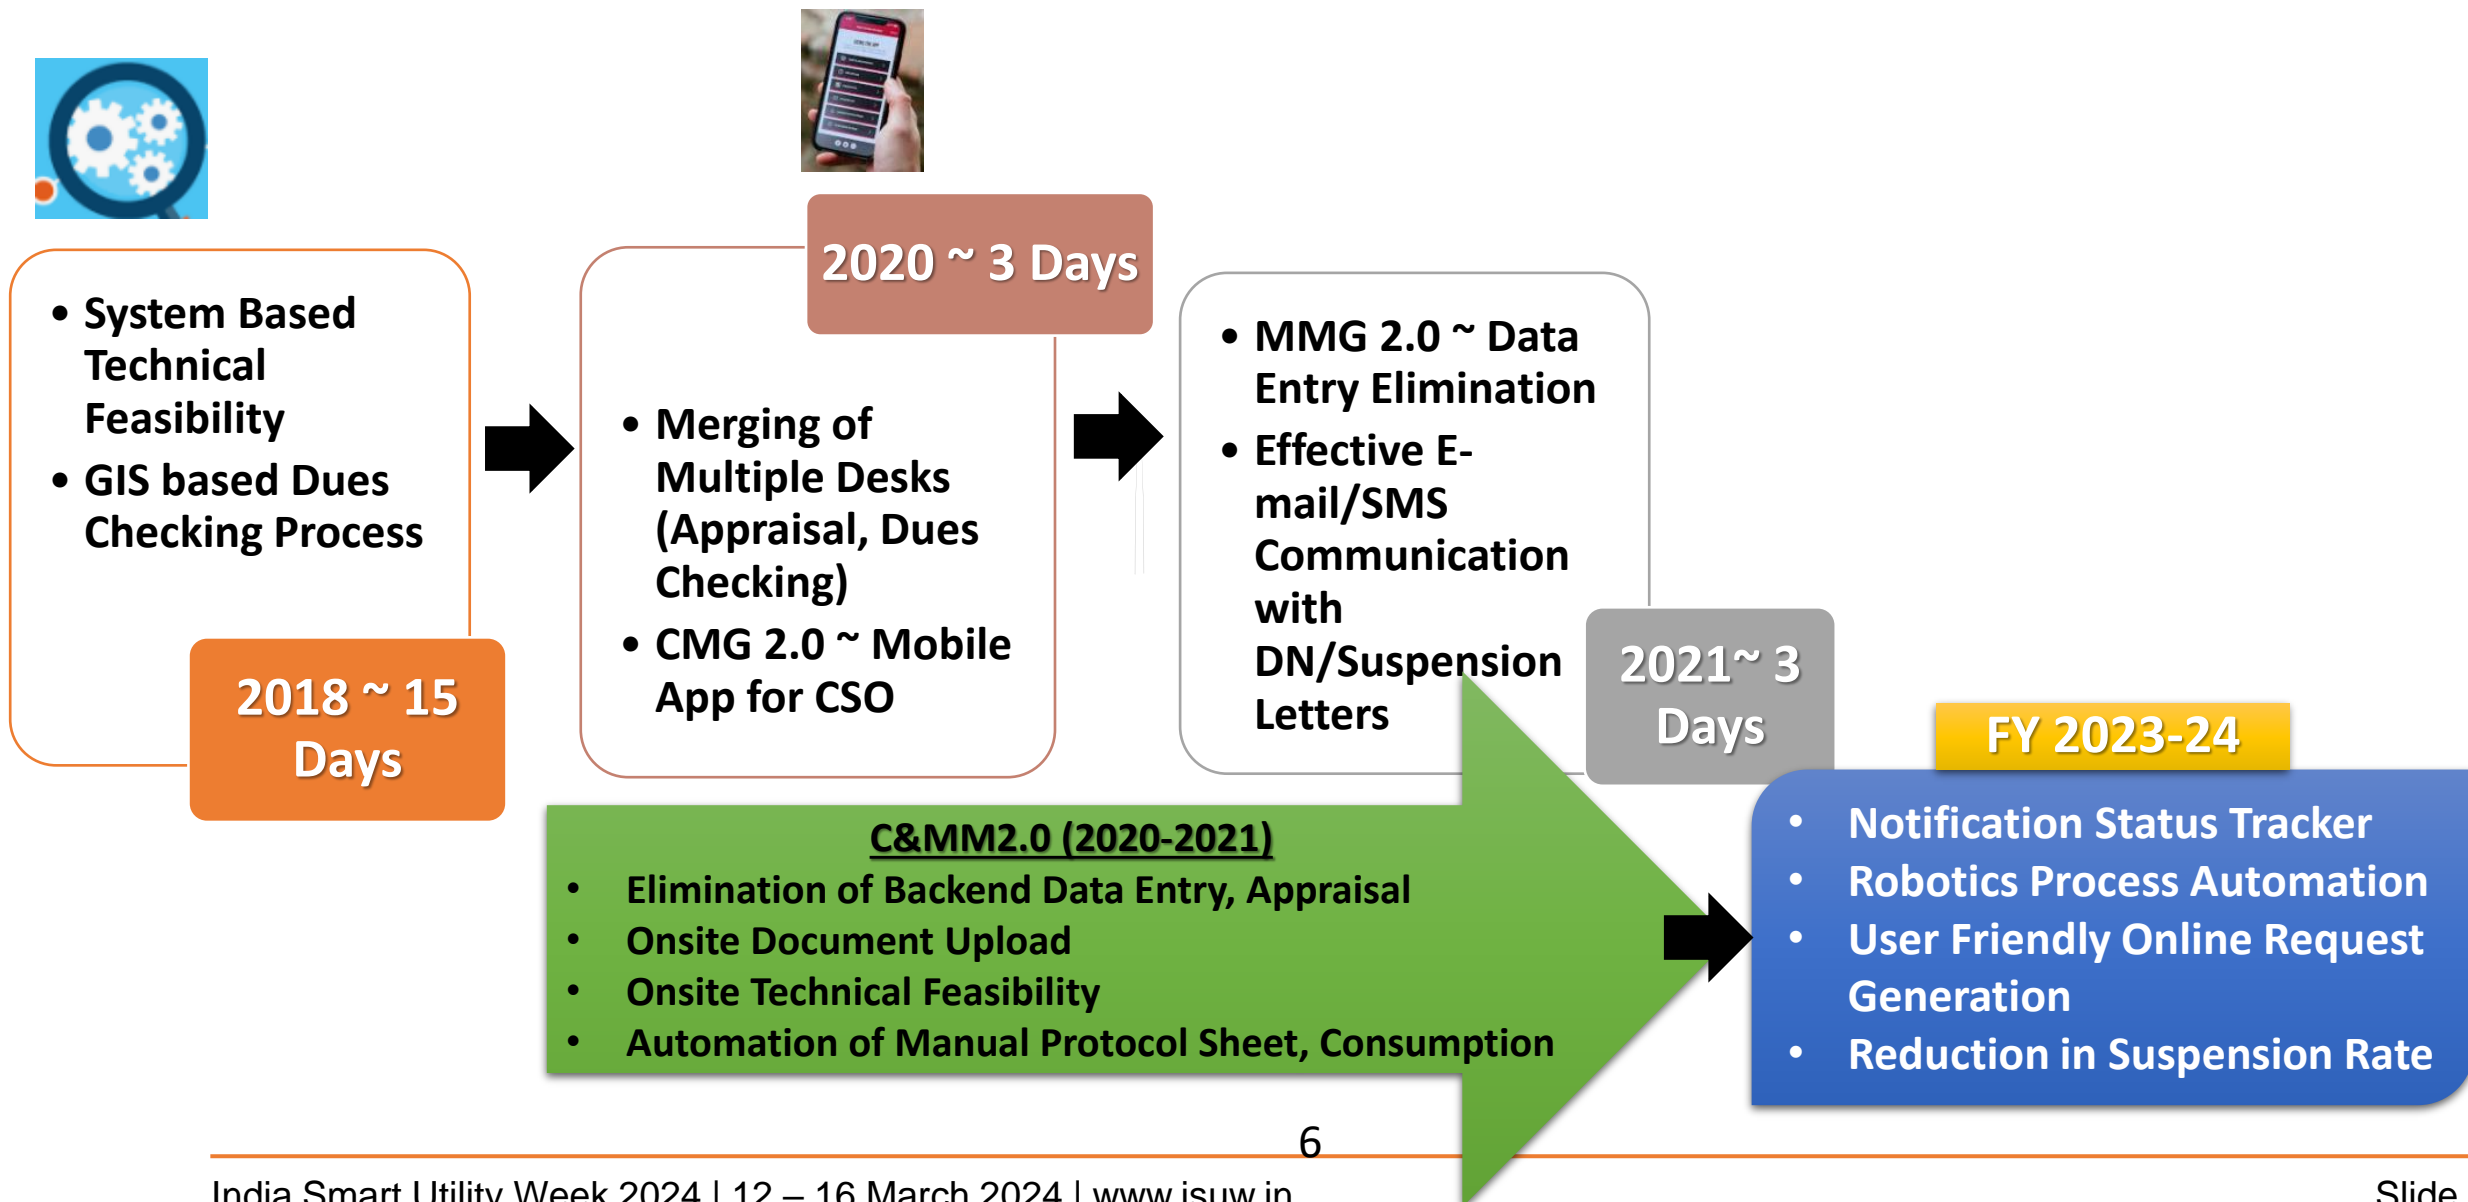 • System Based
Technical
Feasibility
• GIS based Dues
Checking Process
2018 ~ 15
Days
2020 ~ 3 Days
• Merging of
Multiple Desks
(Appraisal, Dues
Checking)
• CMG 2.0 ~ Mobile
App for CSO
• MMG 2.0 ~ Data
Entry Elimination
• Effective E-
mail/SMS
Communication
with
DN/Suspension
Letters
2021~ 3
Days
C&MM2.0 (2020-2021)
• Elimination of Backend Data Entry, Appraisal
• Onsite Document Upload
• Onsite Technical Feasibility
• Automation of Manual Protocol Sheet, Consumption
FY 2023-24
• Notification Status Tracker
• Robotics Process Automation
• User Friendly Online Request
Generation
• Reduction in Suspension Rate
6
India Smart Utility Week 2024 | 12 – 16 March 2024 | www.isuw.in
Slide